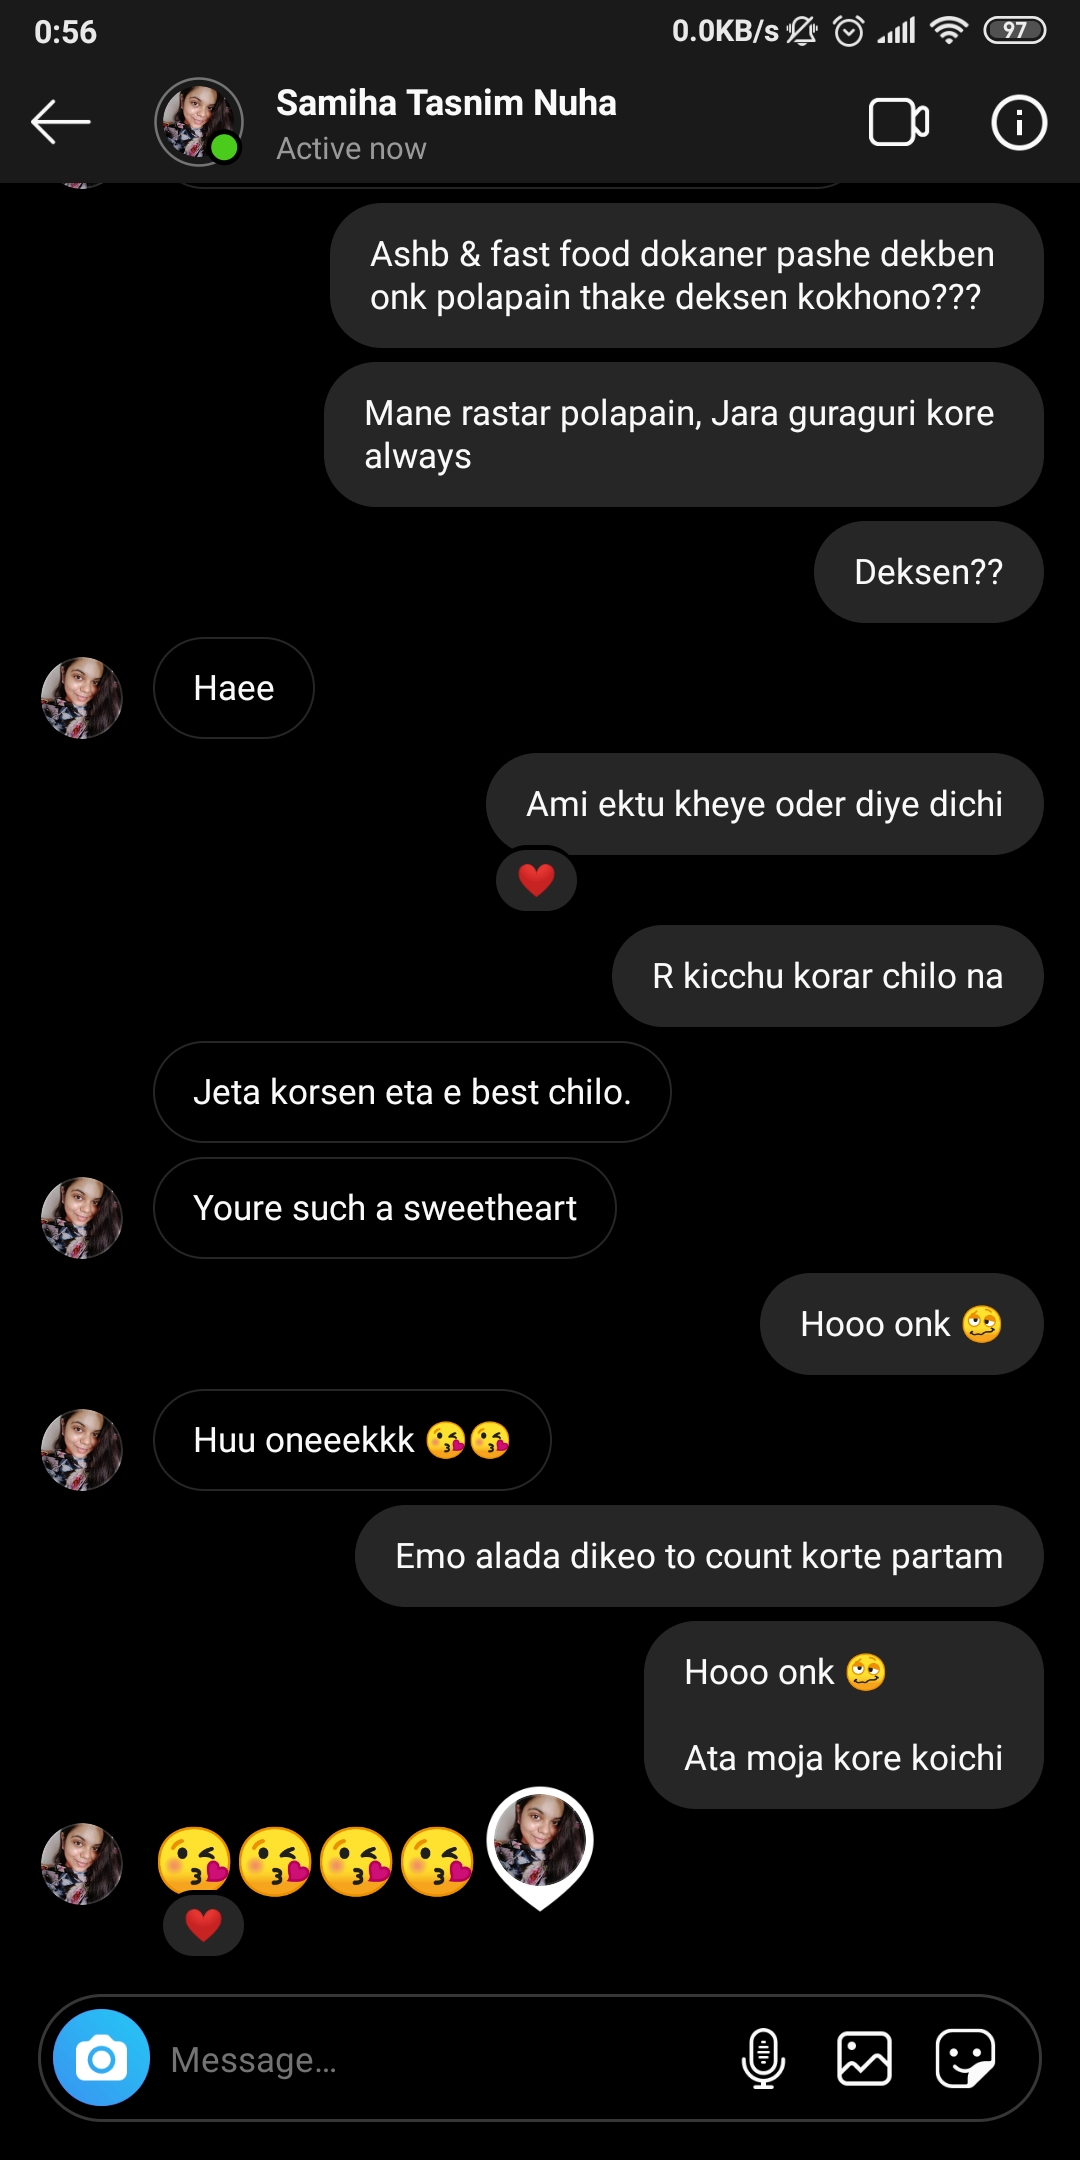 0:56
0.0KB/s
97
Samiha Tasnim Nuha
Active now
Ashb & fast food dokaner pashe dekben
onk polapain thake deksen kokhono???
Mane rastar polapain, Jara guraguri kore
always
Deksen??
Haee
Ami ektu kheye oder diye dichi
❤️
R kicchu korar chilo na
Jeta korsen eta e best chilo.
Youre such a sweetheart
Hooo onk 🥴
Huu oneeekkk 😘😘
Emo alada dikeo to count korte partam
Hooo onk 🥴
Ata moja kore koichi
😘😘😘😘
❤️
Message...